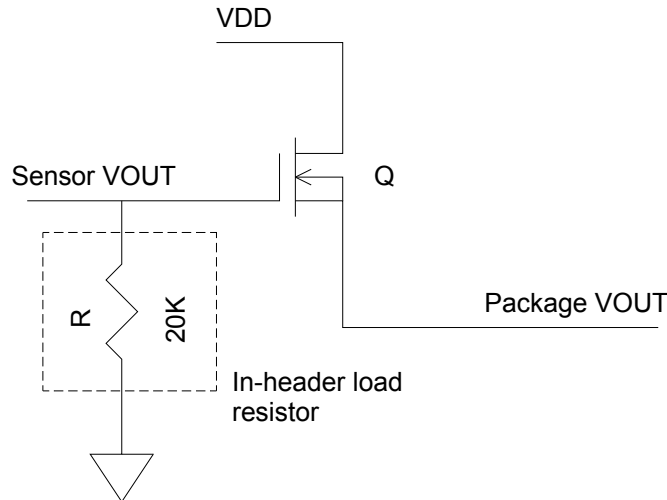 VDD
Sensor VOUT
Q
Package VOUT
R
20K
In-header load
resistor